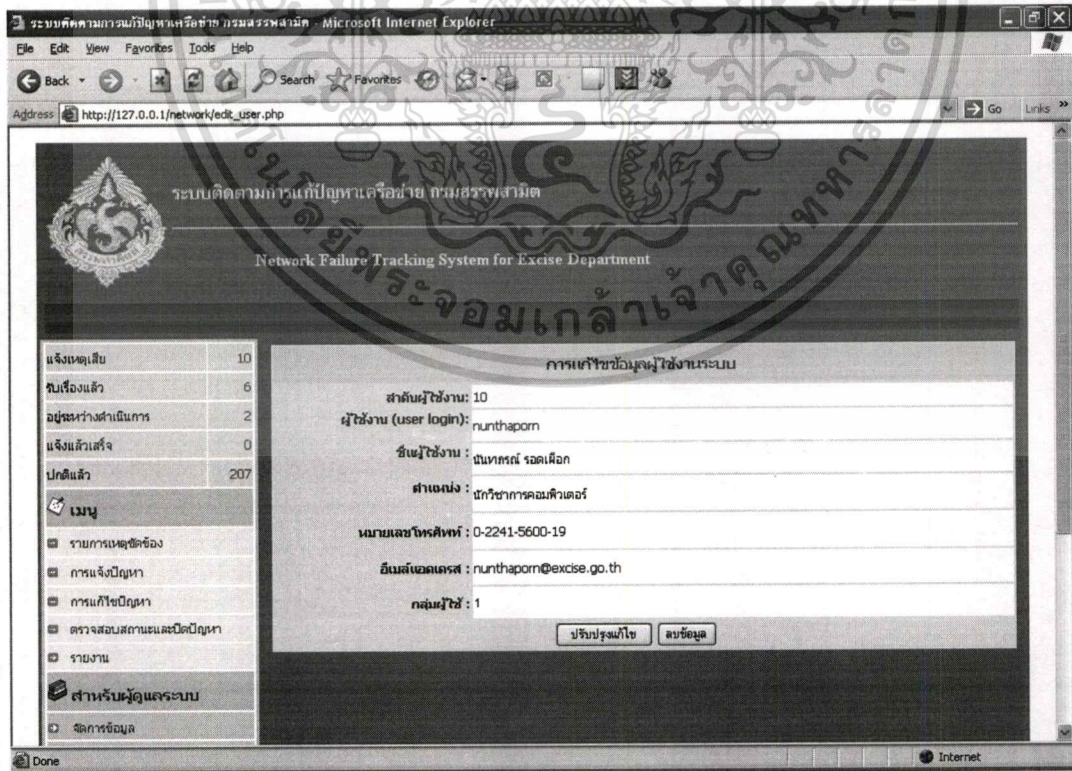 ระบบติดตามการแก้ปัญหาเครือข่าย กรมสรรพสามิต - Microsoft Internet Explorer
File Edit View Favorites Tools Help
Back Search Favorites
Address http://127.0.0.1/network/edit_user.php Go Links »
ระบบติดตามการแก้ปัญหาเครือข่าย กรมสรรพสามิต
Network Failure Tracking System for Excise Department
พระจอมเกล้าเจ้าคุณทหาร
แจ้งเหตุเสีย 10
รับเรื่องแล้ว 6
อยู่ระหว่างดำเนินการ 2
แจ้งแล้วเสร็จ 0
ปกติแล้ว 207
เมนู
รายการเหตุขัดข้อง
การแจ้งปัญหา
การแก้ไขปัญหา
ตรวจสอบสถานะและปิดปัญหา
รายงาน
สำหรับผู้ดูแลระบบ
จัดการข้อมูล
การแก้ไขข้อมูลผู้ใช้งานระบบ
ลำดับผู้ใช้งาน: 10
ผู้ใช้งาน (user login): nunthaporn
ชื่อผู้ใช้งาน : นันทภรณ์ รอดเผือก
ตำแหน่ง : นักวิชาการคอมพิวเตอร์
หมายเลขโทรศัพท์ : 0-2241-5600-19
อีเมล์แอดเดรส : nunthaporn@excise.go.th
กลุ่มผู้ใช้ : 1
ปรับปรุงแก้ไข ลบข้อมูล
Done Internet